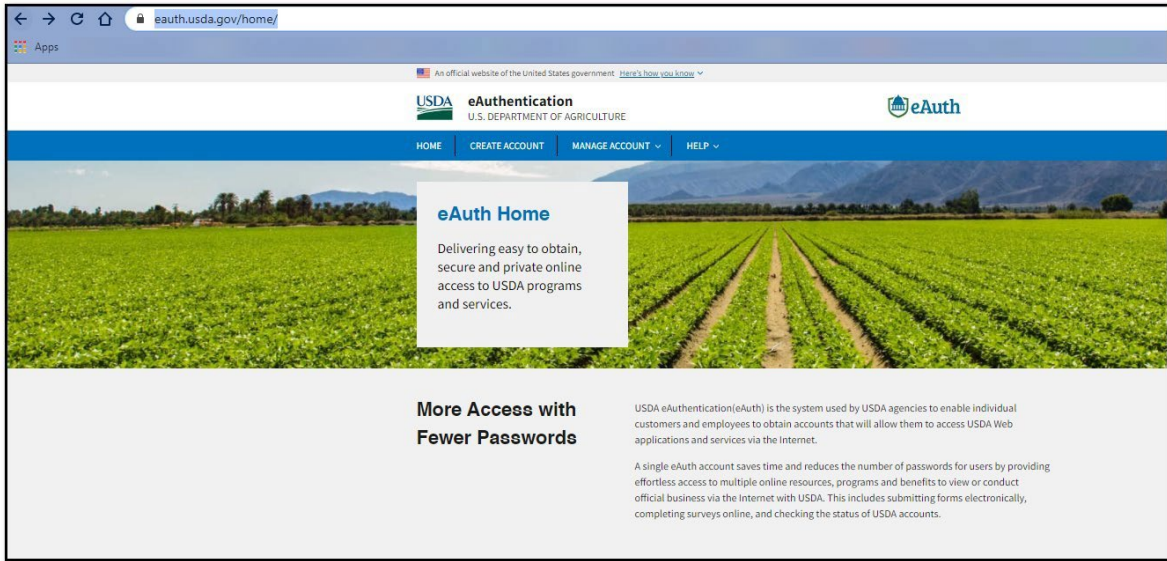 eauth.usda.gov/home/
Apps
An official website of the United States government Here's how you know
USDA eAuthentication
U.S. DEPARTMENT OF AGRICULTURE
eAuth
HOME CREATE ACCOUNT MANAGE ACCOUNT HELP
eAuth Home
Delivering easy to obtain,
secure and private online
access to USDA programs
and services.
More Access with
Fewer Passwords
USDA eAuthentication(eAuth) is the system used by USDA agencies to enable individual
customers and employees to obtain accounts that will allow them to access USDA Web
applications and services via the Internet.
A single eAuth account saves time and reduces the number of passwords for users by providing
effortless access to multiple online resources, programs and benefits to view or conduct
official business via the Internet with USDA. This includes submitting forms electronically,
completing surveys online, and checking the status of USDA accounts.